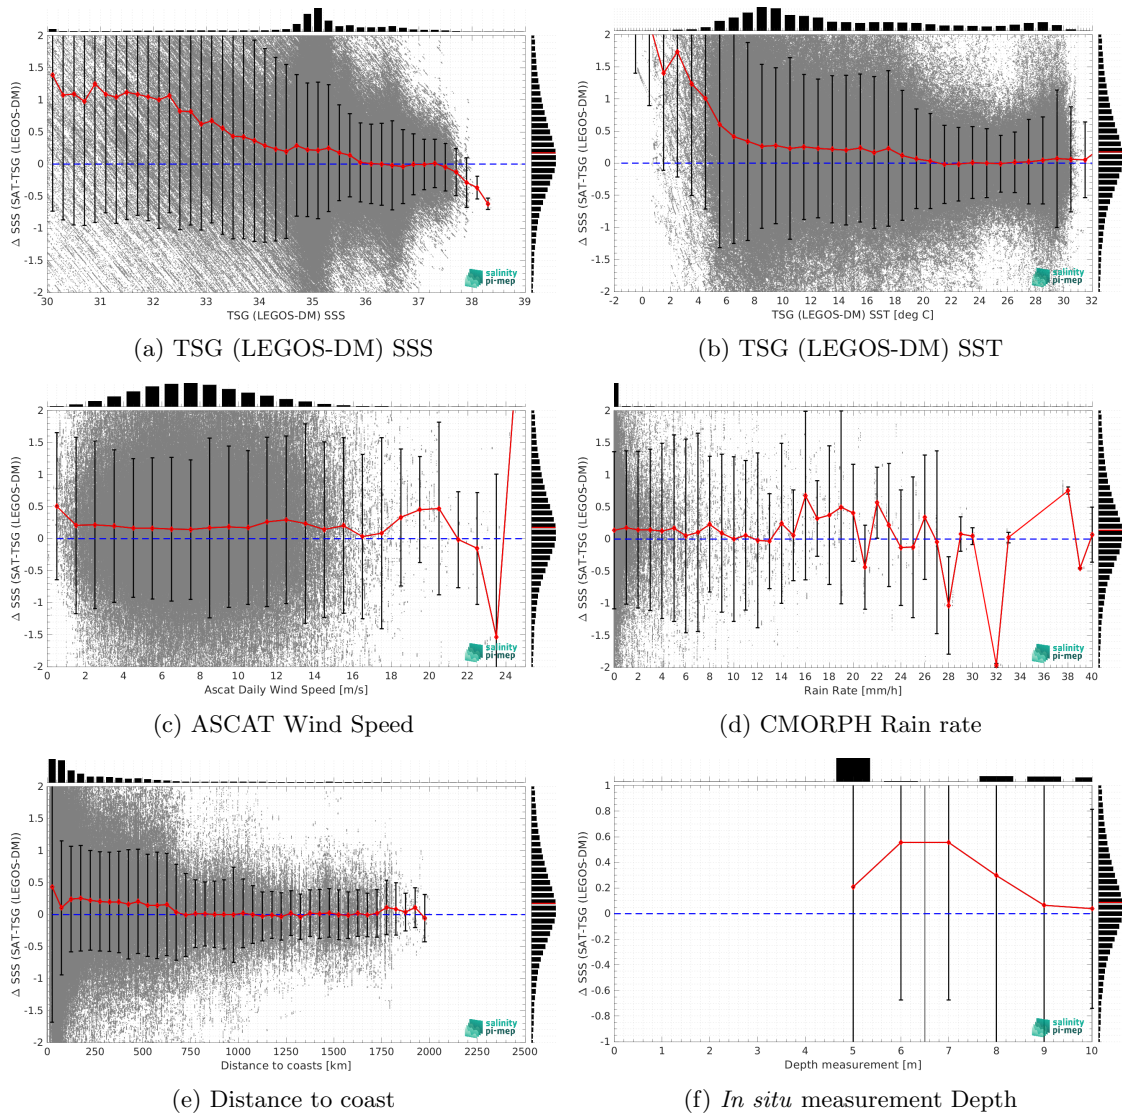 2
1.5
1
0.5
0
-0.5
-1
-1.5
-2
Δ SSS (SAT-TSG (LEGOS-DM))
salinity
pi-mep
30 31 32 33 34 35 36 37 38 39
TSG (LEGOS-DM) SSS
(a) TSG (LEGOS-DM) SSS
2
1.5
1
0.5
0
-0.5
-1
-1.5
-2
Δ SSS (SAT-TSG (LEGOS-DM))
salinity
pi-mep
-2 0 2 4 6 8 10 12 14 16 18 20 22 24 26 28 30 32
TSG (LEGOS-DM) SST [deg C]
(b) TSG (LEGOS-DM) SST
2
1.5
1
0.5
0
-0.5
-1
-1.5
-2
Δ SSS (SAT-TSG (LEGOS-DM))
salinity
pi-mep
0 2 4 6 8 10 12 14 16 18 20 22 24
Ascat Daily Wind Speed [m/s]
(c) ASCAT Wind Speed
2
1.5
1
0.5
0
-0.5
-1
-1.5
-2
Δ SSS (SAT-TSG (LEGOS-DM))
salinity
pi-mep
0 2 4 6 8 10 12 14 16 18 20 22 24 26 28 30 32 34 36 38 40
Rain Rate [mm/h]
(d) CMORPH Rain rate
2
1.5
1
0.5
0
-0.5
-1
-1.5
-2
Δ SSS (SAT-TSG (LEGOS-DM))
salinity
pi-mep
0 250 500 750 1000 1250 1500 1750 2000 2250 2500
Distance to coasts [km]
(e) Distance to coast
1
0.8
0.6
0.4
0.2
0
-0.2
-0.4
-0.6
-0.8
-1
Δ SSS (SAT-TSG (LEGOS-DM))
salinity
pi-mep
0 1 2 3 4 5 6 7 8 9 10
Depth measurement [m]
(f) In situ measurement Depth